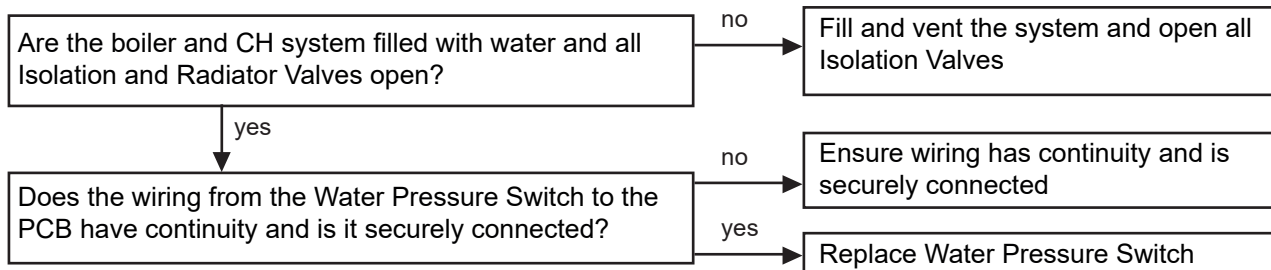 Are the boiler and CH system filled with water and all
Isolation and Radiator Valves open?
no
Fill and vent the system and open all
Isolation Valves
yes
Does the wiring from the Water Pressure Switch to the
PCB have continuity and is it securely connected?
no
Ensure wiring has continuity and is
securely connected
yes
Replace Water Pressure Switch